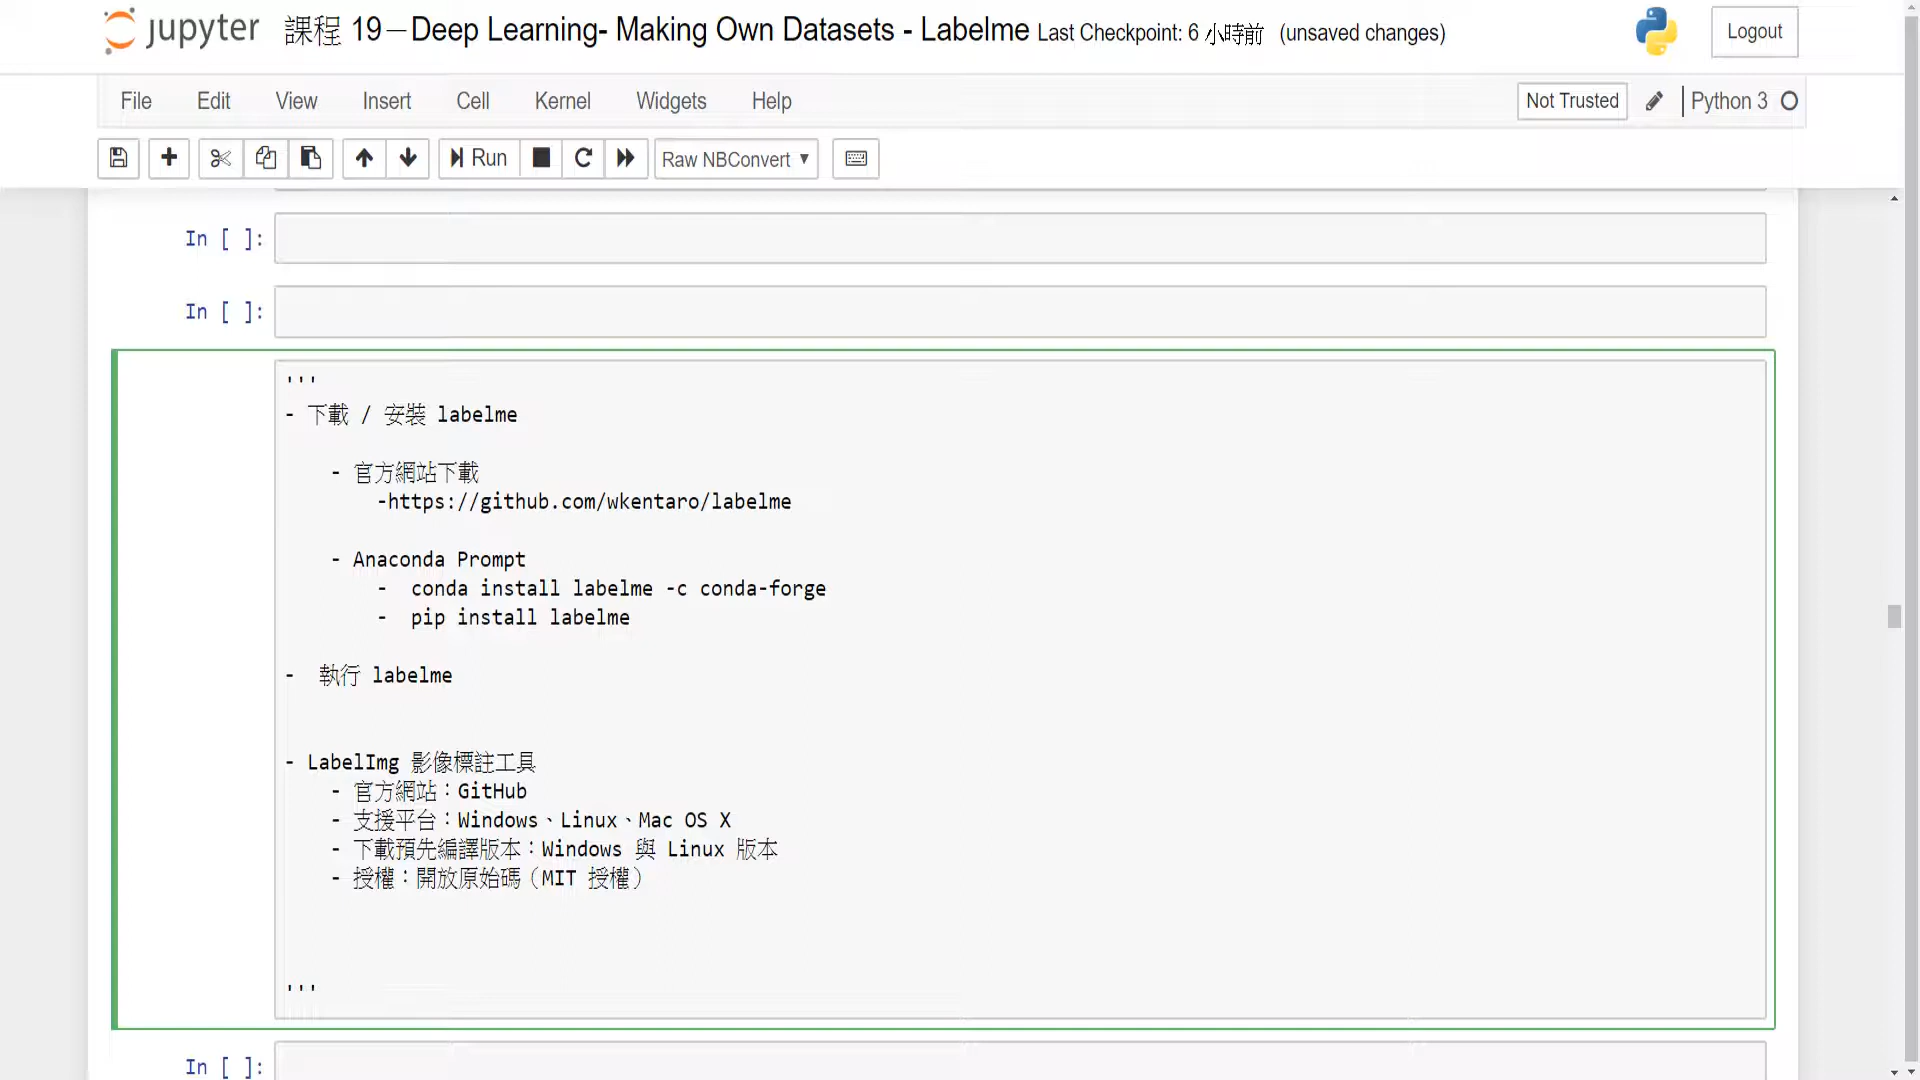 jupyter 課程 19－Deep Learning- Making Own Datasets - Labelme Last Checkpoint: 6 小時前 (unsaved changes) Logout
File Edit View Insert Cell Kernel Widgets Help Not Trusted Python 3
Run Raw NBConvert
In [ ]:
In [ ]:
'''
- 下載 / 安裝 labelme
- 官方網站下載
-https://github.com/wkentaro/labelme
- Anaconda Prompt
- conda install labelme -c conda-forge
- pip install labelme
- 執行 labelme
- LabelImg 影像標註工具
- 官方網站：GitHub
- 支援平台：Windows、Linux、Mac OS X
- 下載預先編譯版本：Windows 與 Linux 版本
- 授權：開放原始碼（MIT 授權）
'''
In [ ]: